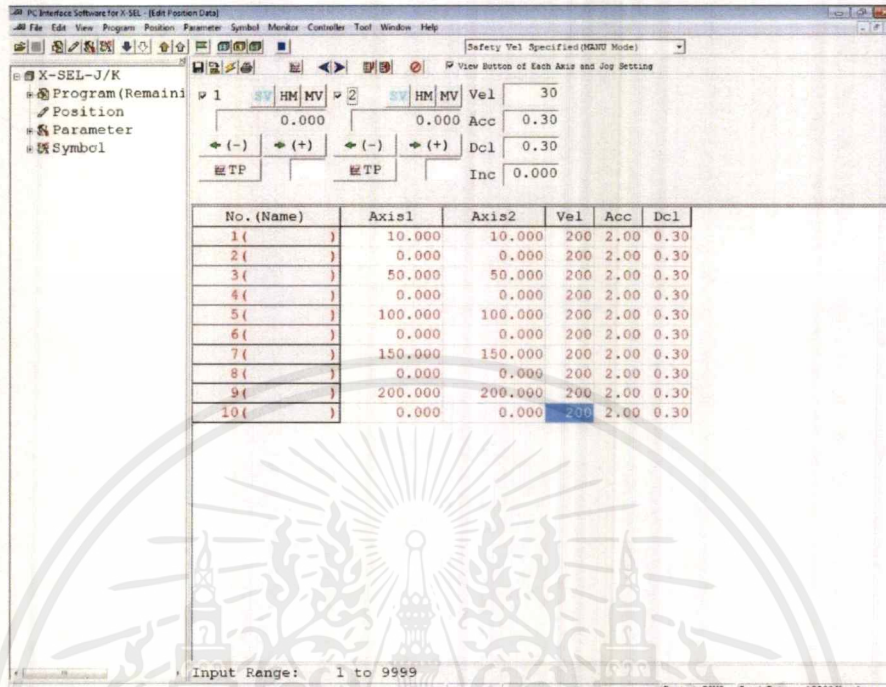 PC Interface Software for X-SEL - [Edit Position Data]
File Edit View Program Position Parameter Symbol Monitor Controller Tool Window Help
Safety Vel Specified(MANU Mode)
View Button of Each Axis and Jog Setting
X-SEL-J/K
Program(Remaini
Position
Parameter
Symbol
1 SV HM MV 2 SV HM MV Vel 30
0.000 0.000 Acc 0.30
(-) (+) (-) (+) Dcl 0.30
TP TP Inc 0.000
No.(Name) Axis1 Axis2 Vel Acc Dcl
1( ) 10.000 10.000 200 2.00 0.30
2( ) 0.000 0.000 200 2.00 0.30
3( ) 50.000 50.000 200 2.00 0.30
4( ) 0.000 0.000 200 2.00 0.30
5( ) 100.000 100.000 200 2.00 0.30
6( ) 0.000 0.000 200 2.00 0.30
7( ) 150.000 150.000 200 2.00 0.30
8( ) 0.000 0.000 200 2.00 0.30
9( ) 200.000 200.000 200 2.00 0.30
10( ) 0.000 0.000 200 2.00 0.30
Input Range: 1 to 9999